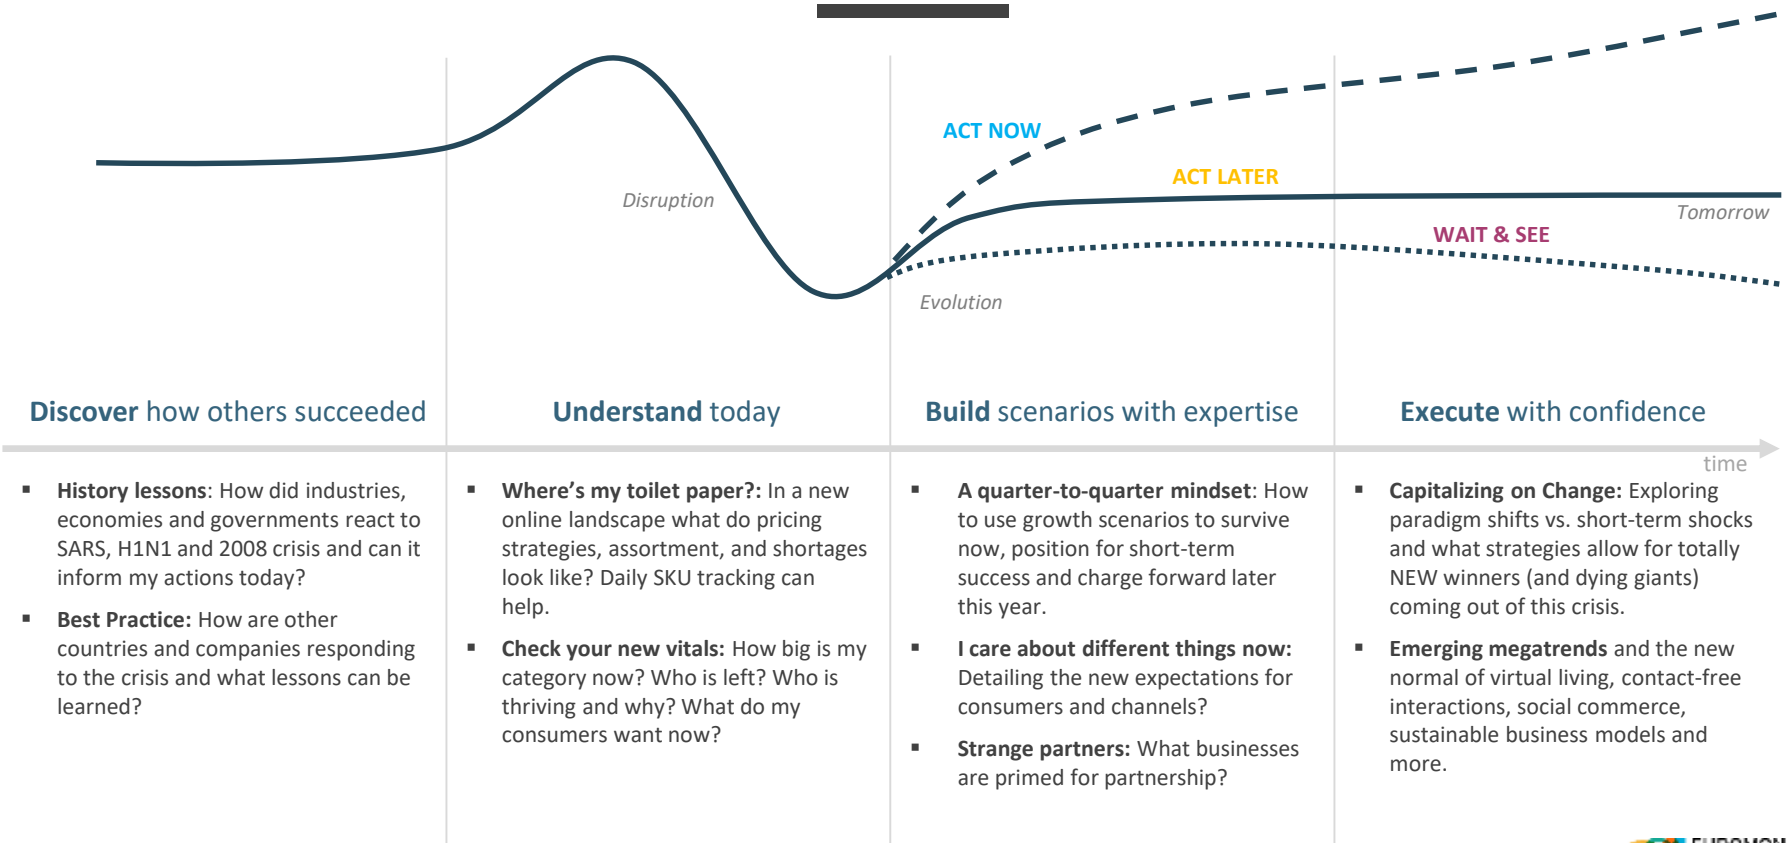 ACT NOW
ACT LATER
Disruption
Tomorrow
WAIT & SEE
Evolution
Discover how others succeeded
Understand today
Build scenarios with expertise
Execute with confidence
time
▪ History lessons: How did industries,
economies and governments react to
SARS, H1N1 and 2008 crisis and can it
inform my actions today?
▪ Best Practice: How are other
countries and companies responding
to the crisis and what lessons can be
learned?
▪ Where’s my toilet paper?: In a new
online landscape what do pricing
strategies, assortment, and shortages
look like? Daily SKU tracking can
help.
▪ Check your new vitals: How big is my
category now? Who is left? Who is
thriving and why? What do my
consumers want now?
▪ A quarter-to-quarter mindset: How
to use growth scenarios to survive
now, position for short-term
success and charge forward later
this year.
▪ I care about different things now:
Detailing the new expectations for
consumers and channels?
▪ Strange partners: What businesses
are primed for partnership?
▪ Capitalizing on Change: Exploring
paradigm shifts vs. short-term shocks
and what strategies allow for totally
NEW winners (and dying giants)
coming out of this crisis.
▪ Emerging megatrends and the new
normal of virtual living, contact-free
interactions, social commerce,
sustainable business models and
more.